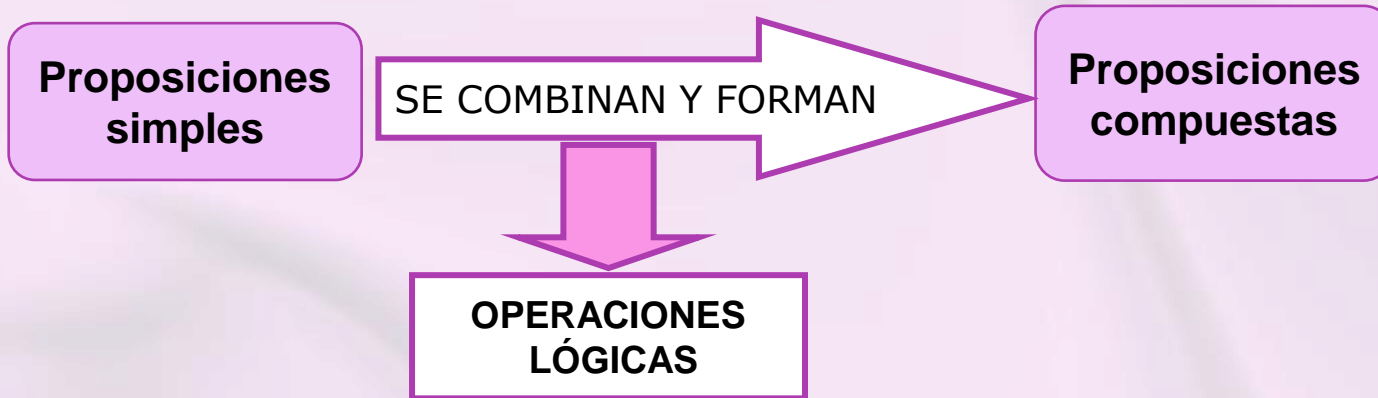 Proposiciones
simples
SE COMBINAN Y FORMAN
Proposiciones
compuestas
OPERACIONES
LÓGICAS